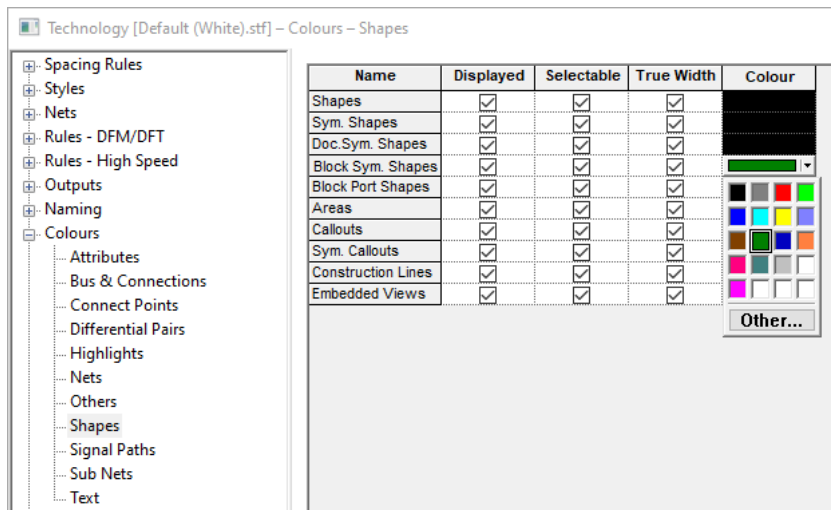 Technology [Default (White).stf] – Colours – Shapes
Spacing Rules
Styles
Nets
Rules - DFM/DFT
Rules - High Speed
Outputs
Naming
Colours
Attributes
Bus & Connections
Connect Points
Differential Pairs
Highlights
Nets
Others
Shapes
Signal Paths
Sub Nets
Text
Name Displayed Selectable True Width Colour
Shapes
Sym. Shapes
Doc.Sym. Shapes
Block Sym. Shapes
Block Port Shapes
Areas
Callouts
Sym. Callouts
Construction Lines
Embedded Views
Other...